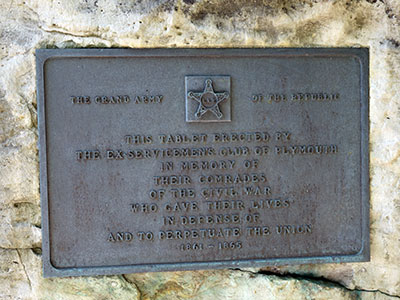 THE GRAND ARMY OF THE REPUBLIC
THIS TABLET ERECTED BY
THE EX-SERVICEMEN'S CLUB OF PLYMOUTH
IN MEMORY OF
THEIR COMRADES
OF THE CIVIL WAR
WHO GAVE THEIR LIVES
IN DEFENSE OF
AND TO PERPETUATE THE UNION
1861 - 1865